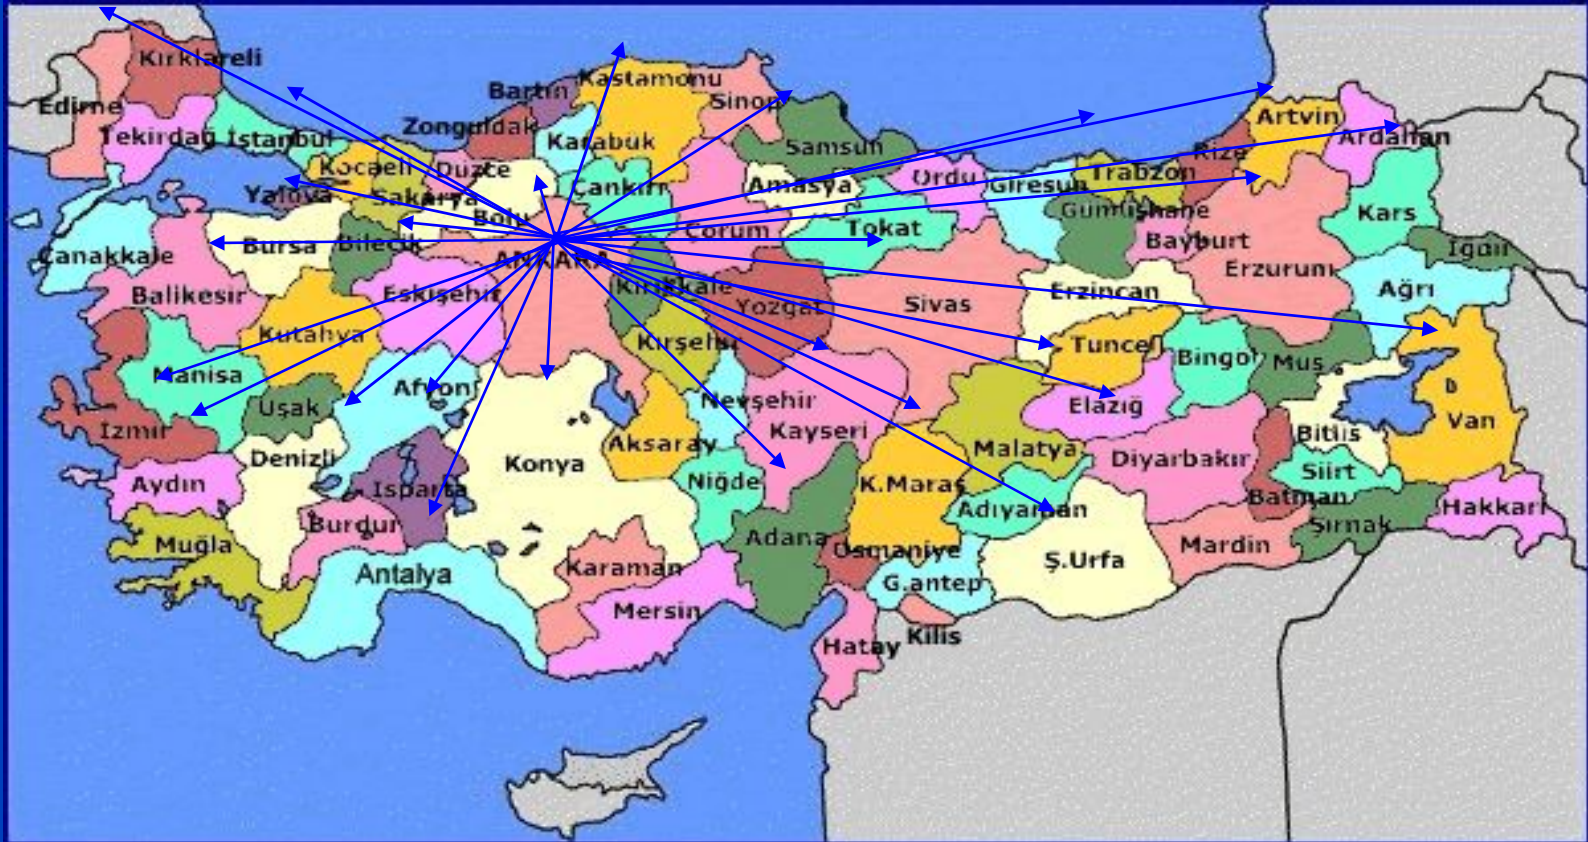 Kırklareli
Edirne
Tekirdağ
İstanbul
Kastamonu
Bartın
Sinop
Zonguldak
Karabük
Samsun
Artvin
Ardahan
Rize
Kocaeli
Düzce
Yalova
Sakarya
Bolu
Çankırı
Amasya
Ordu
Giresun
Trabzon
Gümüşhane
Kars
Çanakkale
Bursa
Bilecik
Çorum
Tokat
Bayburt
Iğdır
ANKARA
Erzurum
Balıkesir
Eskişehir
Kırıkkale
Yozgat
Sivas
Erzincan
Ağrı
Kutahya
Kırşehir
Tunceli
Bingöl
Muş
Manisa
Afyon
Uşak
Nevşehir
Elazığ
Van
İzmir
Aksaray
Kayseri
Bitlis
Denizli
Konya
Malatya
Diyarbakır
Siirt
Aydın
Isparta
Niğde
K.Maraş
Batman
Hakkari
Burdur
Adıyaman
Şırnak
Muğla
Adana
Osmaniye
Mardin
Antalya
Karaman
G.antep
Ş.Urfa
Mersin
Hatay
Kilis